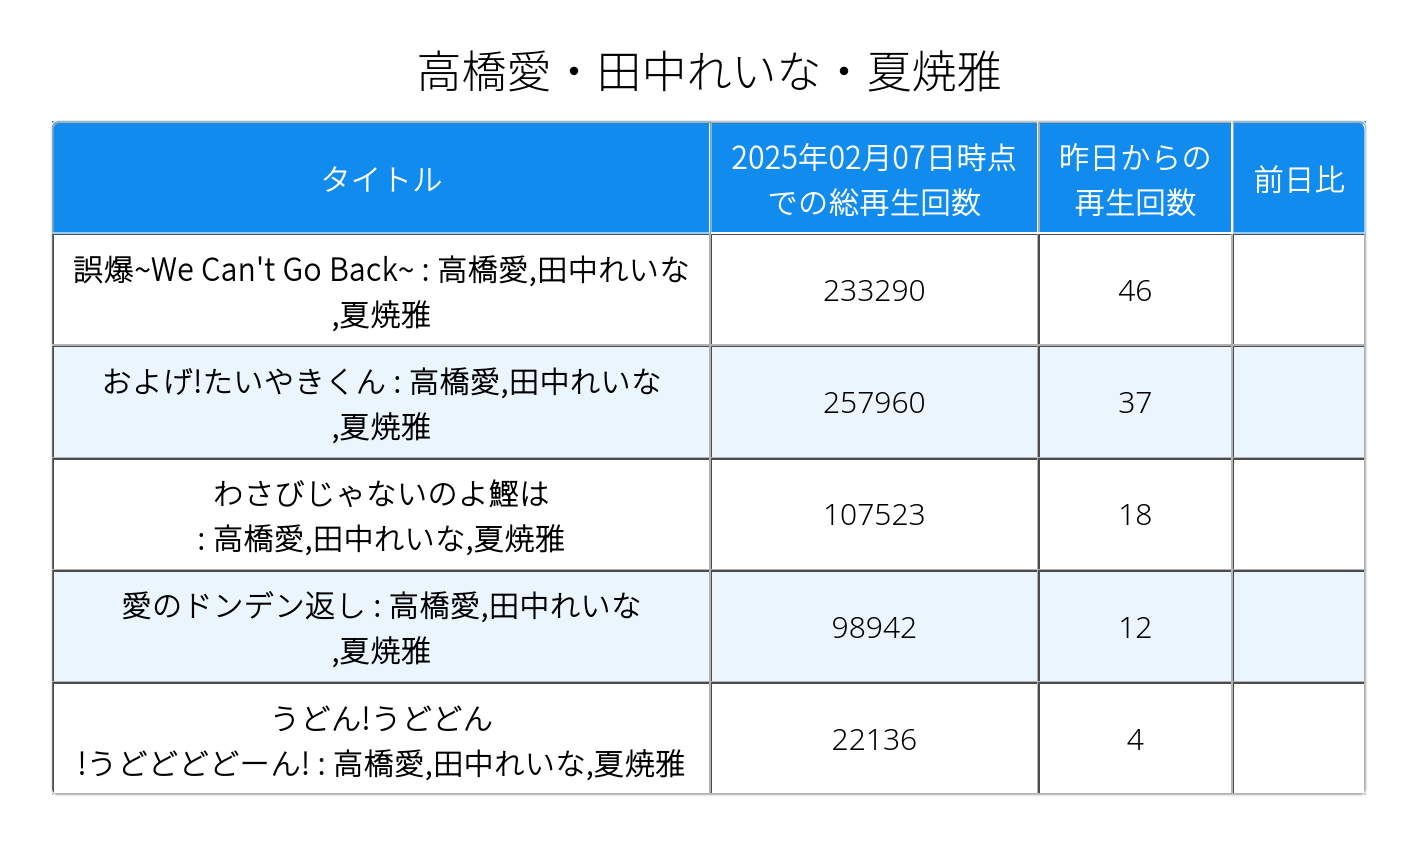 高橋愛・田中れいな・夏焼雅
タイトル
2025年02月07日時点
での総再生回数
昨日からの
再生回数
前日比
誤爆~We Can't Go Back~ : 高橋愛,田中れいな
,夏焼雅
233290
46
およげ!たいやきくん : 高橋愛,田中れいな
,夏焼雅
257960
37
わさびじゃないのよ鰹は
: 高橋愛,田中れいな,夏焼雅
107523
18
愛のドンデン返し : 高橋愛,田中れいな
,夏焼雅
98942
12
うどん!うどどん
!うどどどどーん! : 高橋愛,田中れいな,夏焼雅
22136
4